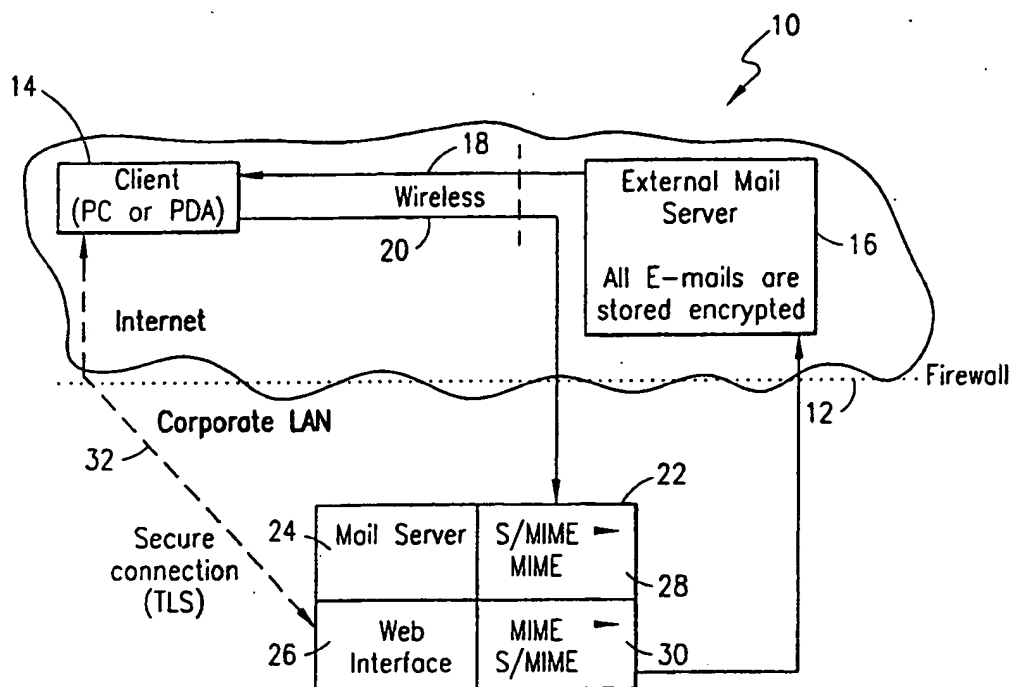 10
14
18
Client
(PC or PDA)
Wireless
20
External Mail
Server
All E-mails are
stored encrypted
16
Internet
Firewall
12
Corporate LAN
32
22
24
Mail Server
S/MIME ►
MIME
28
Secure
connection
(TLS)
26
Web
Interface
MIME ►
S/MIME
30